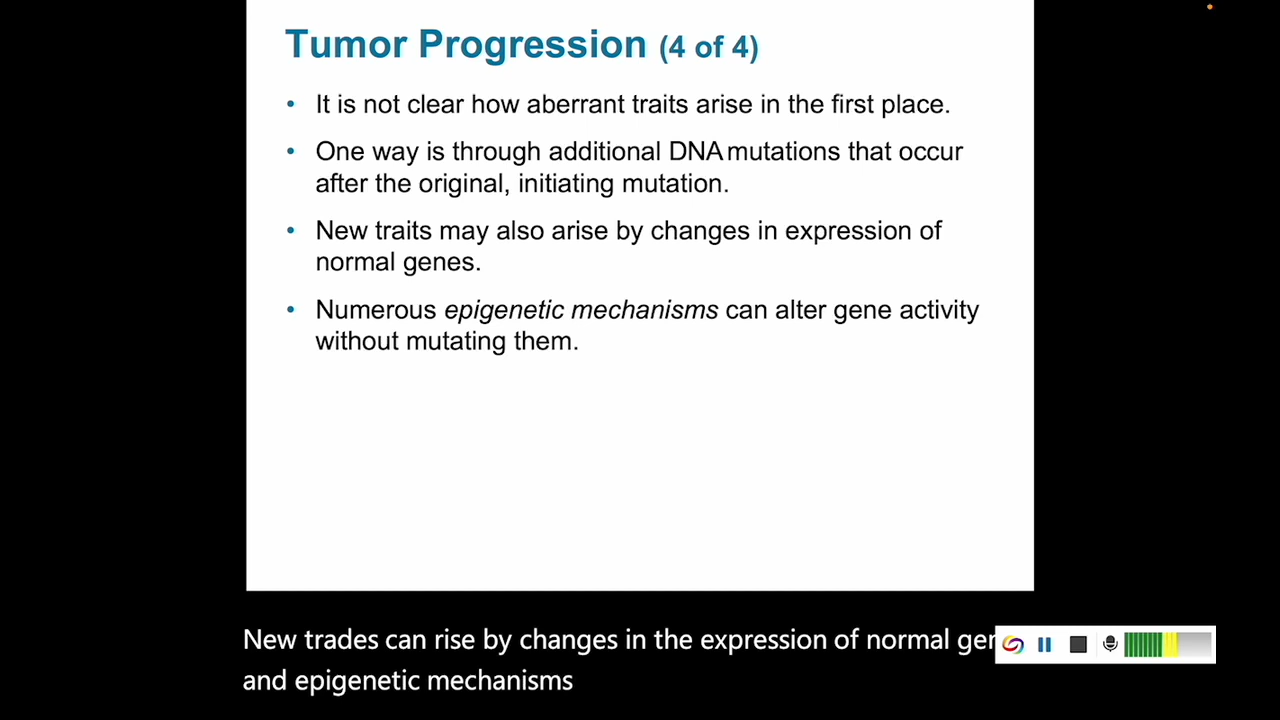 Tumor Progression (4 of 4)
• It is not clear how aberrant traits arise in the first place.
• One way is through additional DNA mutations that occur
after the original, initiating mutation.
• New traits may also arise by changes in expression of
normal genes.
• Numerous epigenetic mechanisms can alter gene activity
without mutating them.
New trades can rise by changes in the expression of normal gen
and epigenetic mechanisms